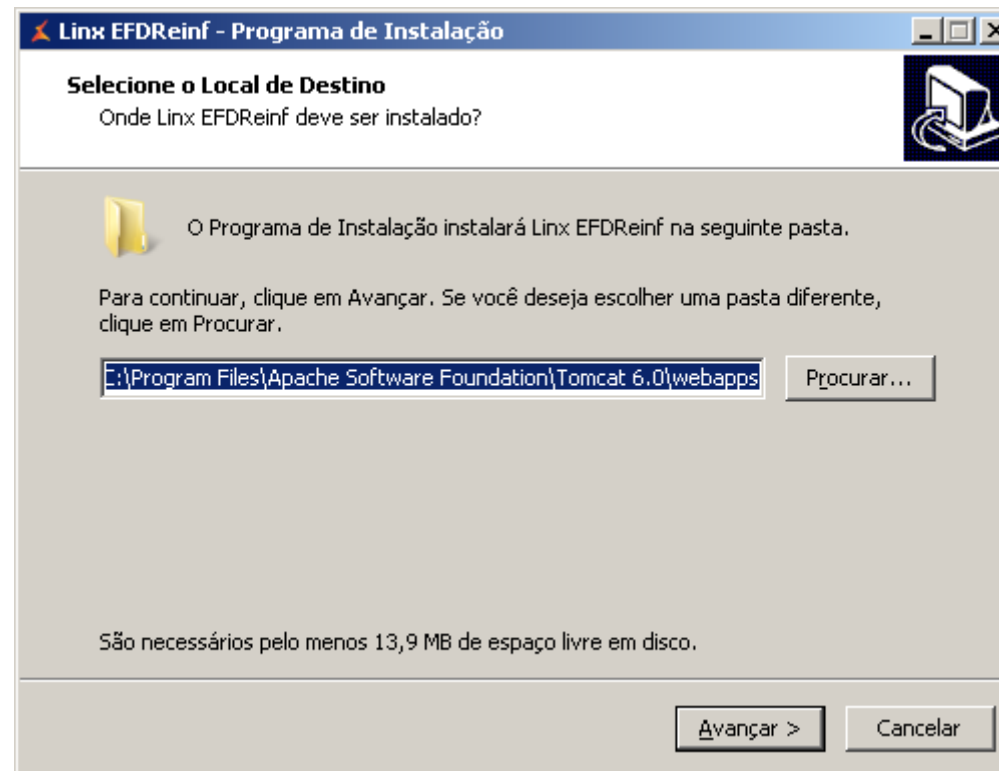 Linx EFDReinf - Programa de Instalação
Selecione o Local de Destino
Onde Linx EFDReinf deve ser instalado?
O Programa de Instalação instalará Linx EFDReinf na seguinte pasta.
Para continuar, clique em Avançar. Se você deseja escolher uma pasta diferente,
clique em Procurar.
C:\Program Files\Apache Software Foundation\Tomcat 6.0\webapps
Procurar...
São necessários pelo menos 13,9 MB de espaço livre em disco.
Avançar >
Cancelar